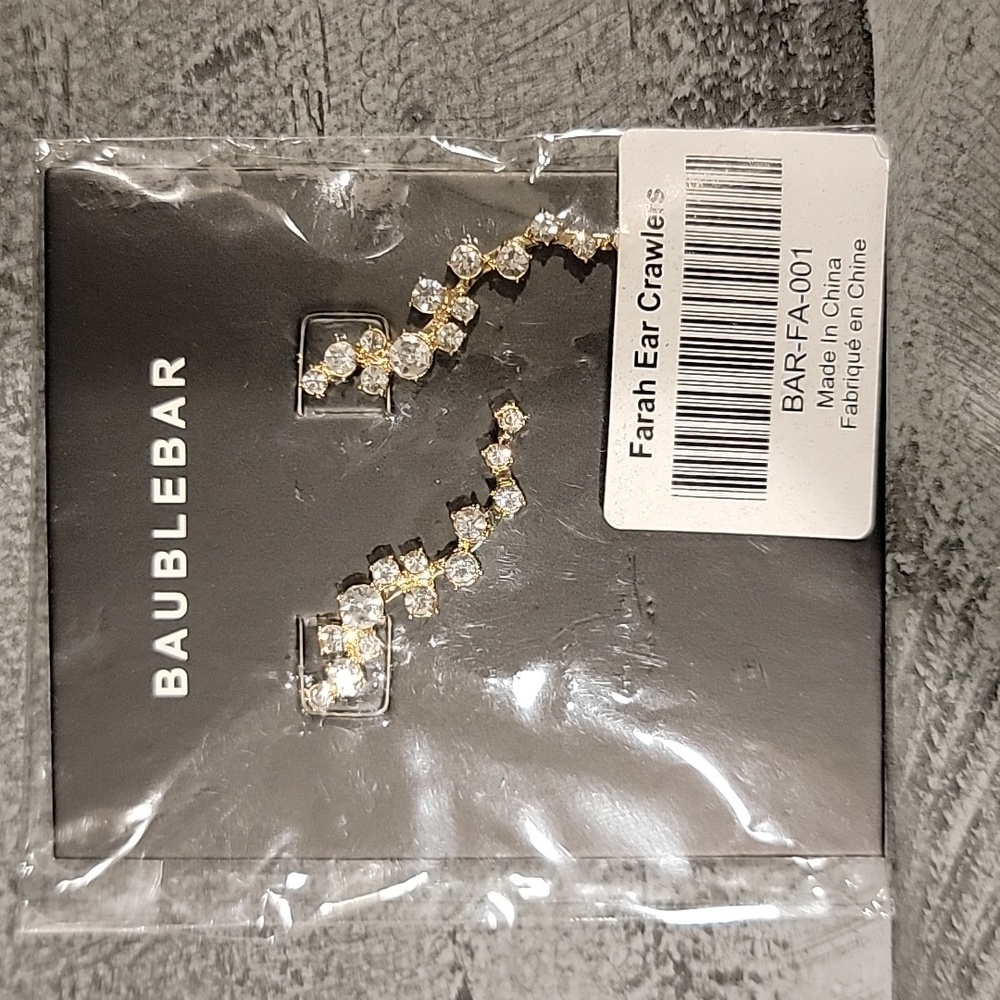 BAUBLEBAR
Farah Ear Crawlers
BAR-FA-001
Made In China
Fabriqué en Chine